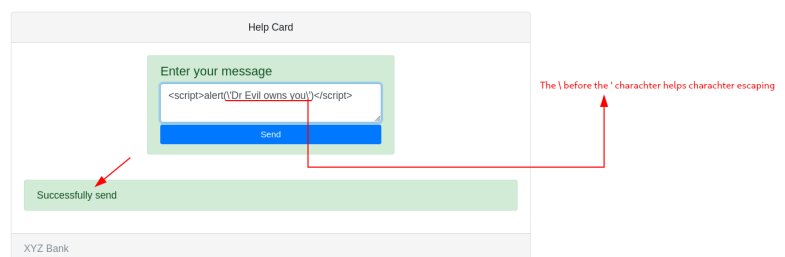 Help Card
Enter your message
<script>alert(\'Dr Evil owns you\')</script>
The \ before the ' charachter helps charachter escaping
Send
Successfully send
XYZ Bank